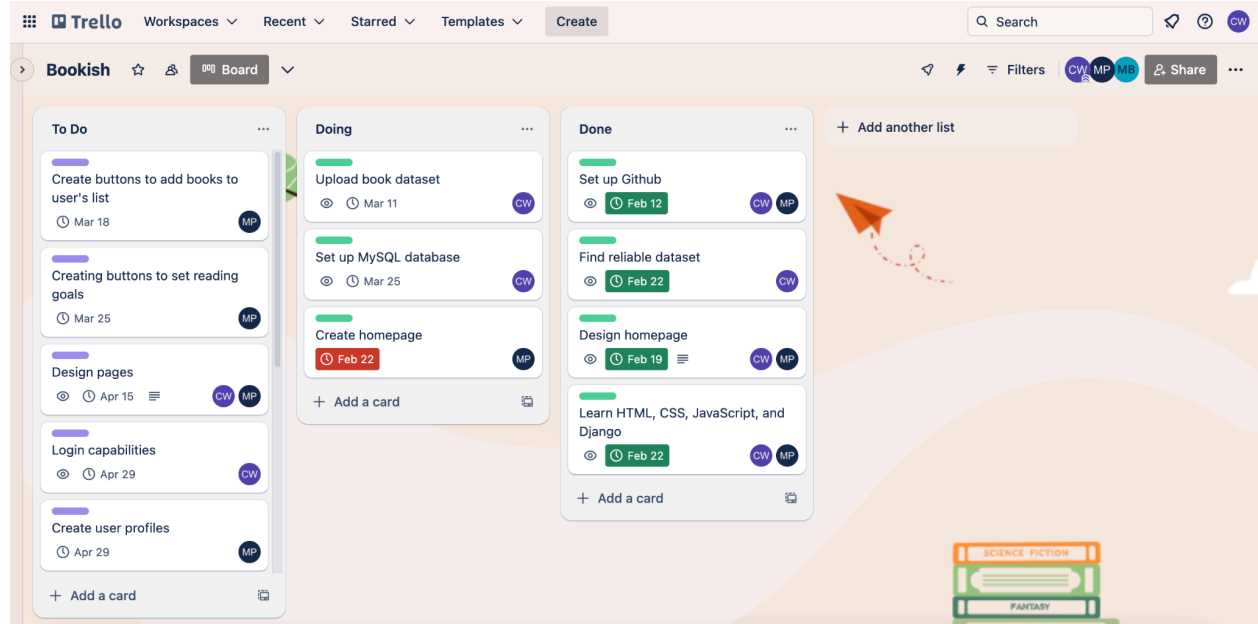 Trello
Workspaces
Recent
Starred
Templates
Create
Search
CW
Bookish
Board
Filters
CW MP MB
Share
To Do
Create buttons to add books to
user's list
Mar 18
MP
Creating buttons to set reading
goals
Mar 25
MP
Design pages
Apr 15
CW MP
Login capabilities
Apr 29
CW
Create user profiles
Apr 29
MP
+ Add a card
Doing
Upload book dataset
Mar 11
CW
Set up MySQL database
Mar 25
CW
Create homepage
Feb 22
MP
+ Add a card
Done
Set up Github
Feb 12
CW MP
Find reliable dataset
Feb 22
CW
Design homepage
Feb 19
CW MP
Learn HTML, CSS, JavaScript, and
Django
Feb 22
CW MP
+ Add a card
+ Add another list
SCIENCE FICTION
FANTASY